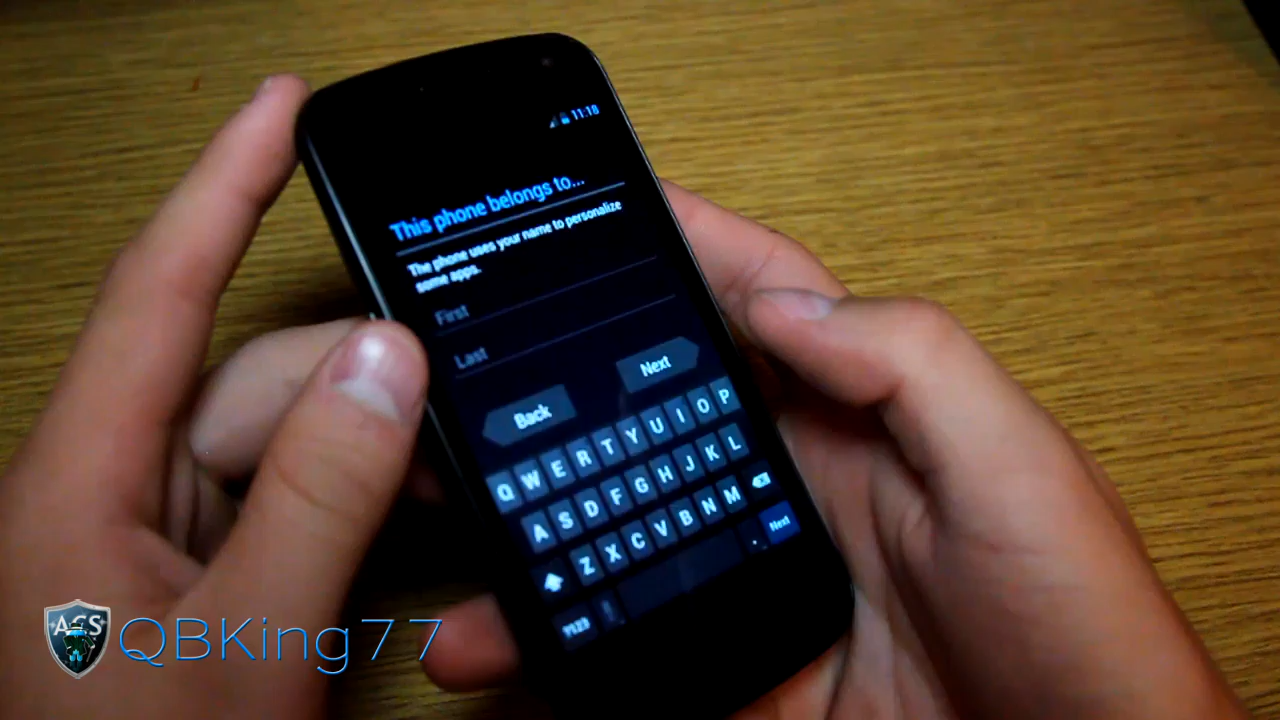 11:18
This phone belongs to...
The phone uses your name to personalize
some apps.
First
Last
Back
Next
Q W E R T Y U I O P
A S D F G H J K L
Z X C V B N M
?123
.
Next
ACS
QBKing77